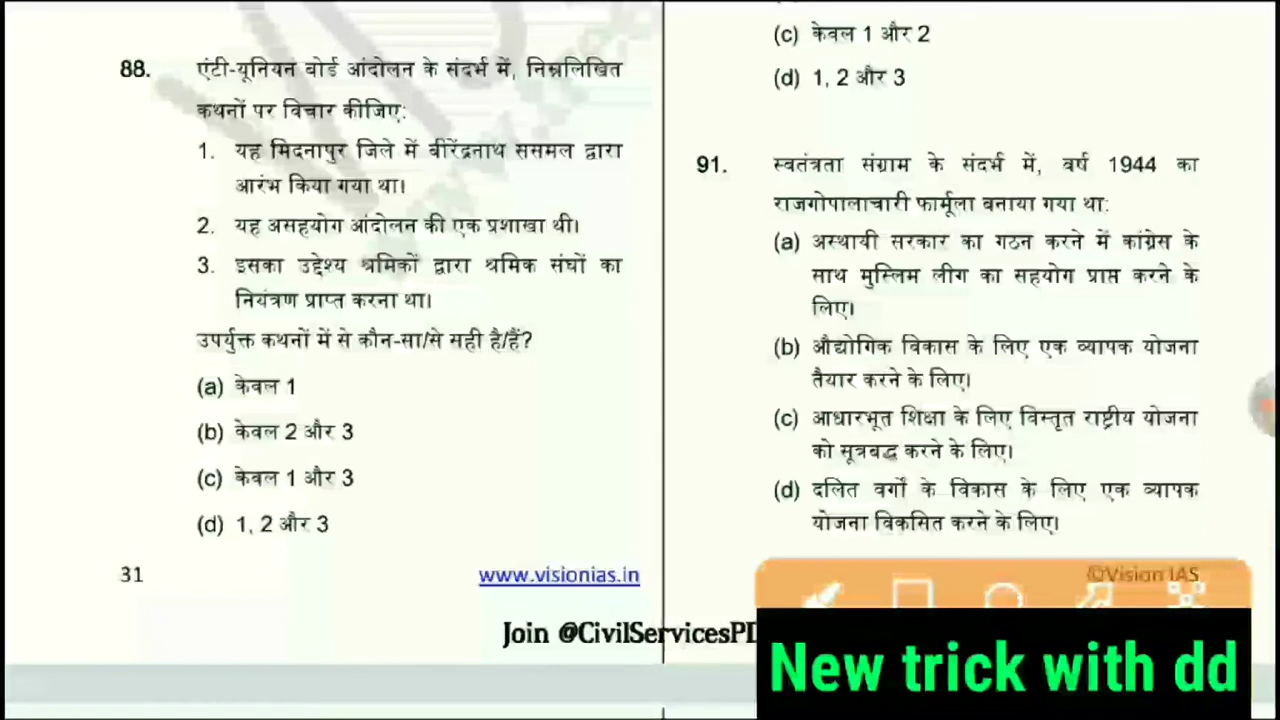 88. एंटी-यूनियन बोर्ड आंदोलन के संदर्भ में, निम्नलिखित
कथनों पर विचार कीजिए:
1. यह मिदनापुर जिले में बीरेंद्रनाथ ससमल द्वारा
आरंभ किया गया था।
2. यह असहयोग आंदोलन की एक प्रशाखा थी।
3. इसका उद्देश्य श्रमिकों द्वारा श्रमिक संघों का
नियंत्रण प्राप्त करना था।
उपर्युक्त कथनों में से कौन-सा/से सही है/हैं?
(a) केवल 1
(b) केवल 2 और 3
(c) केवल 1 और 3
(d) 1, 2 और 3
31
www.visionias.in
(c) केवल 1 और 2
(d) 1, 2 और 3
91. स्वतंत्रता संग्राम के संदर्भ में, वर्ष 1944 का
राजगोपालाचारी फार्मूला बनाया गया था:
(a) अस्थायी सरकार का गठन करने में कांग्रेस के
साथ मुस्लिम लीग का सहयोग प्राप्त करने के
लिए।
(b) औद्योगिक विकास के लिए एक व्यापक योजना
तैयार करने के लिए।
(c) आधारभूत शिक्षा के लिए विस्तृत राष्ट्रीय योजना
को सूत्रबद्ध करने के लिए।
(d) दलित वर्गों के विकास के लिए एक व्यापक
योजना विकसित करने के लिए।
©Vision IAS
Join @CivilServicesPD
New trick with dd